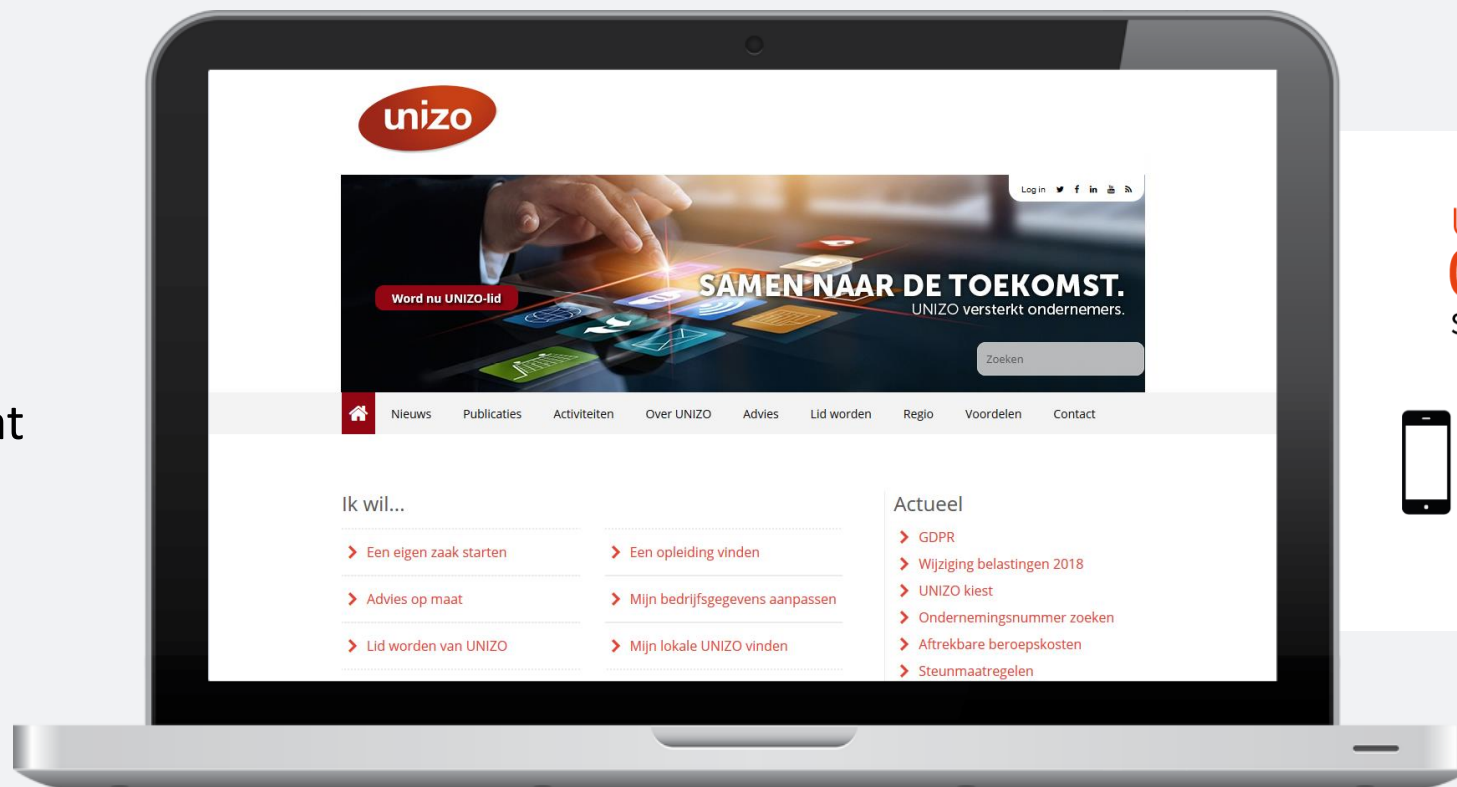 unizo
Log in
Word nu UNIZO-lid
SAMEN NAAR DE TOEKOMST.
UNIZO versterkt ondernemers.
Zoeken
Nieuws Publicaties Activiteiten Over UNIZO Advies Lid worden Regio Voordelen Contact
Ik wil...
Een eigen zaak starten
Een opleiding vinden
Advies op maat
Mijn bedrijfsgegevens aanpassen
Lid worden van UNIZO
Mijn lokale UNIZO vinden
Actueel
GDPR
Wijziging belastingen 2018
UNIZO kiest
Ondernemingsnummer zoeken
Aftrekbare beroepskosten
Steunmaatregelen